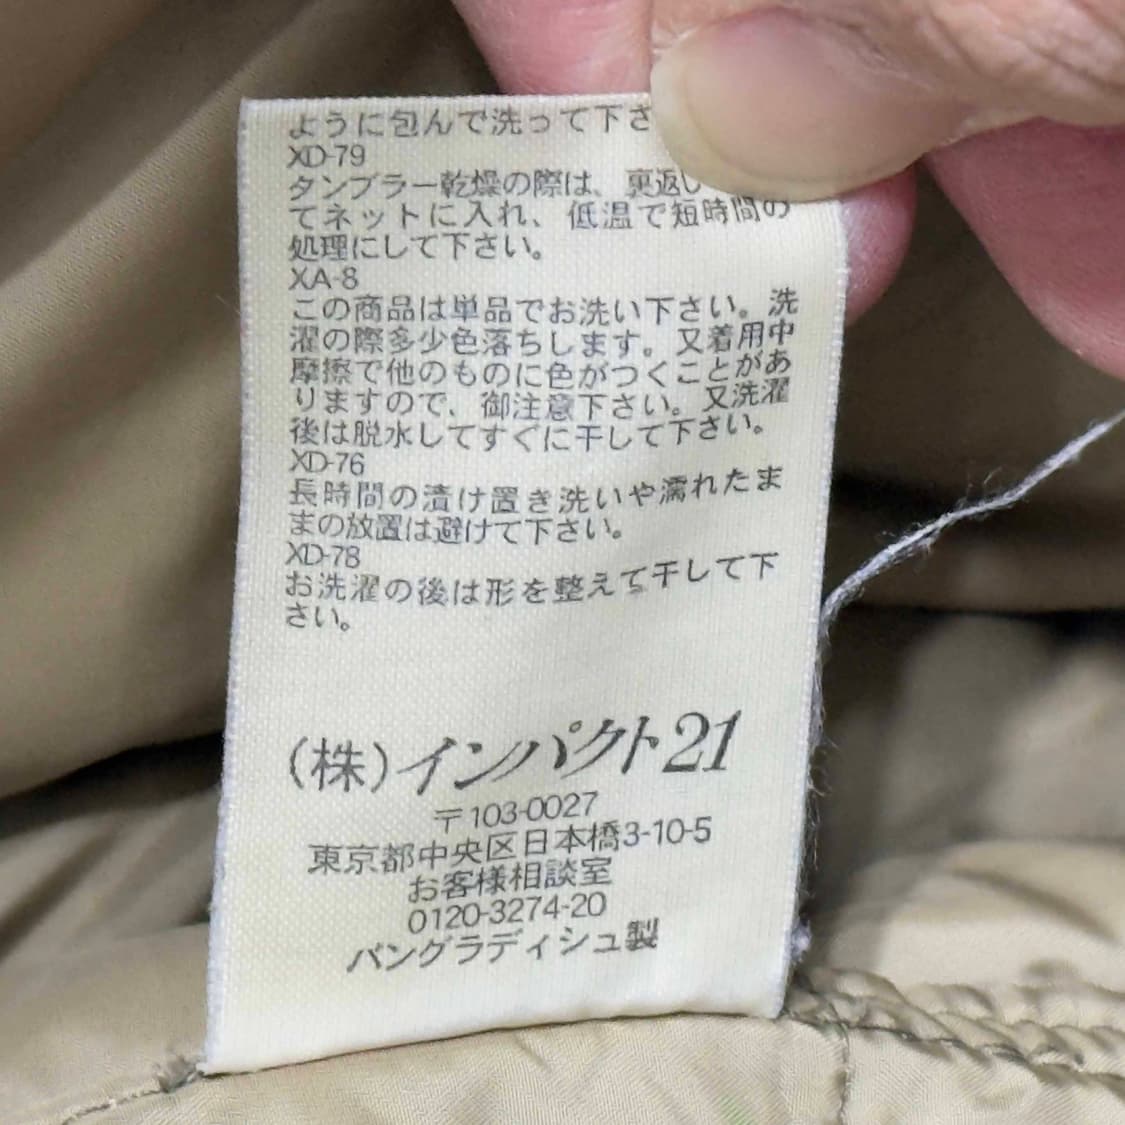 ように包んで洗って下さ
XD-79
タンブラー乾燥の際は、裏返し
てネットに入れ、低温で短時間の
処理にして下さい。
XA-8
この商品は単品でお洗い下さい。洗
濯の際多少色落ちします。又着用中
摩擦で他のものに色がつくことがあ
りますので、御注意下さい。又洗濯
後は脱水してすぐに干して下さい。
XD-76
長時間の漬け置き洗いや濡れたま
まの放置は避けて下さい。
XD-78
お洗濯の後は形を整えて干して下
さい。
(株)インパクト21
〒103-0027
東京都中央区日本橋3-10-5
お客様相談室
0120-3274-20
バングラディシュ製